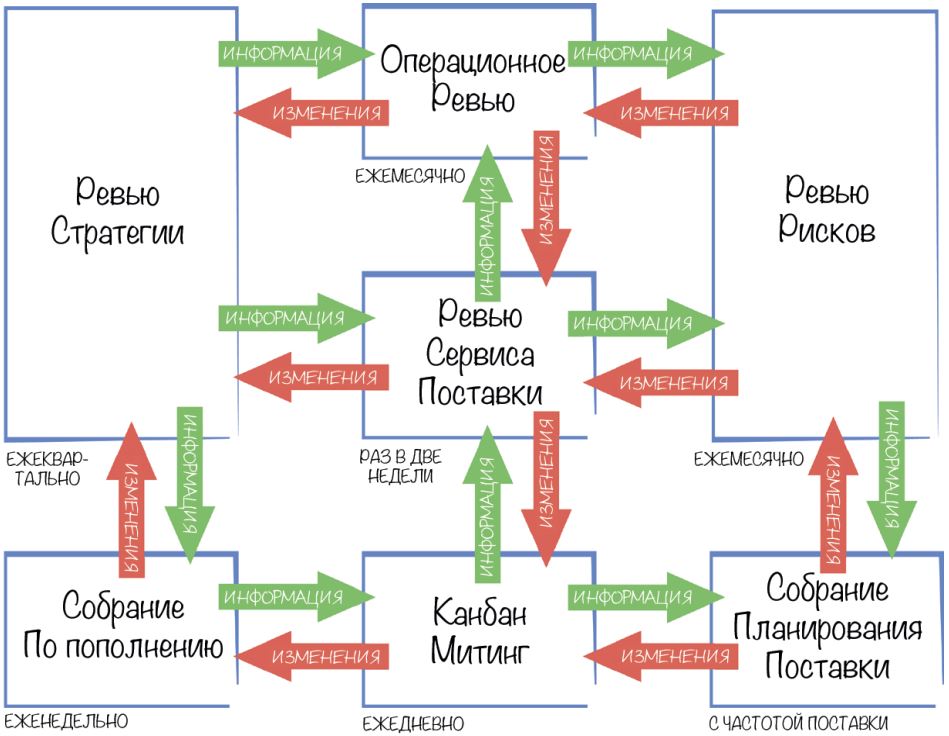 ИНФОРМАЦИЯ
ИЗМЕНЕНИЯ
Операционное
Ревью
ЕЖЕМЕСЯЧНО
ИНФОРМАЦИЯ
ИЗМЕНЕНИЯ
Ревью
Стратегии
ЕЖЕКВАР-
ТАЛЬНО
ИНФОРМАЦИЯ
ИЗМЕНЕНИЯ
Ревью
Рисков
ЕЖЕМЕСЯЧНО
ИНФОРМАЦИЯ
ИЗМЕНЕНИЯ
Ревью
Сервиса
Поставки
РАЗ В ДВЕ
НЕДЕЛИ
ИНФОРМАЦИЯ
ИЗМЕНЕНИЯ
ИЗМЕНЕНИЯ
ИНФОРМАЦИЯ
ИНФОРМАЦИЯ
ИЗМЕНЕНИЯ
ИЗМЕНЕНИЯ
ИНФОРМАЦИЯ
Собрание
По пополнению
ЕЖЕНЕДЕЛЬНО
ИНФОРМАЦИЯ
ИЗМЕНЕНИЯ
Канбан
Митинг
ЕЖЕДНЕВНО
ИНФОРМАЦИЯ
ИЗМЕНЕНИЯ
Собрание
Планирования
Поставки
С ЧАСТОТОЙ ПОСТАВКИ